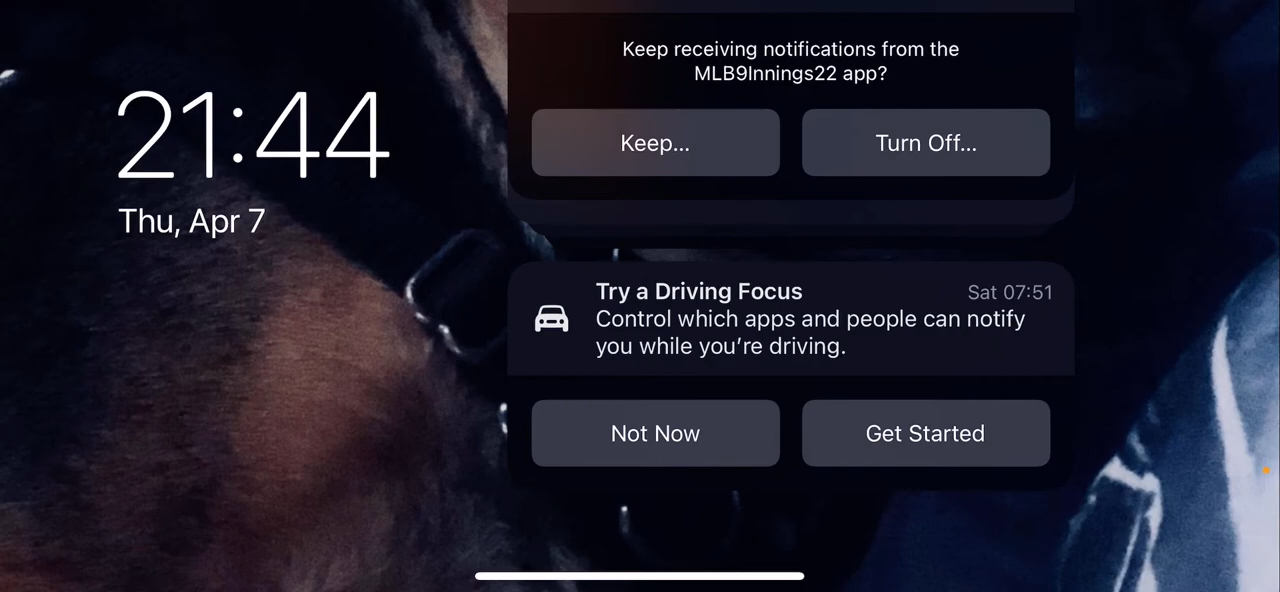 21:44
Thu, Apr 7
Keep receiving notifications from the
MLB9Innings22 app?
Keep...
Turn Off...
Try a Driving Focus
Sat 07:51
Control which apps and people can notify
you while you’re driving.
Not Now
Get Started